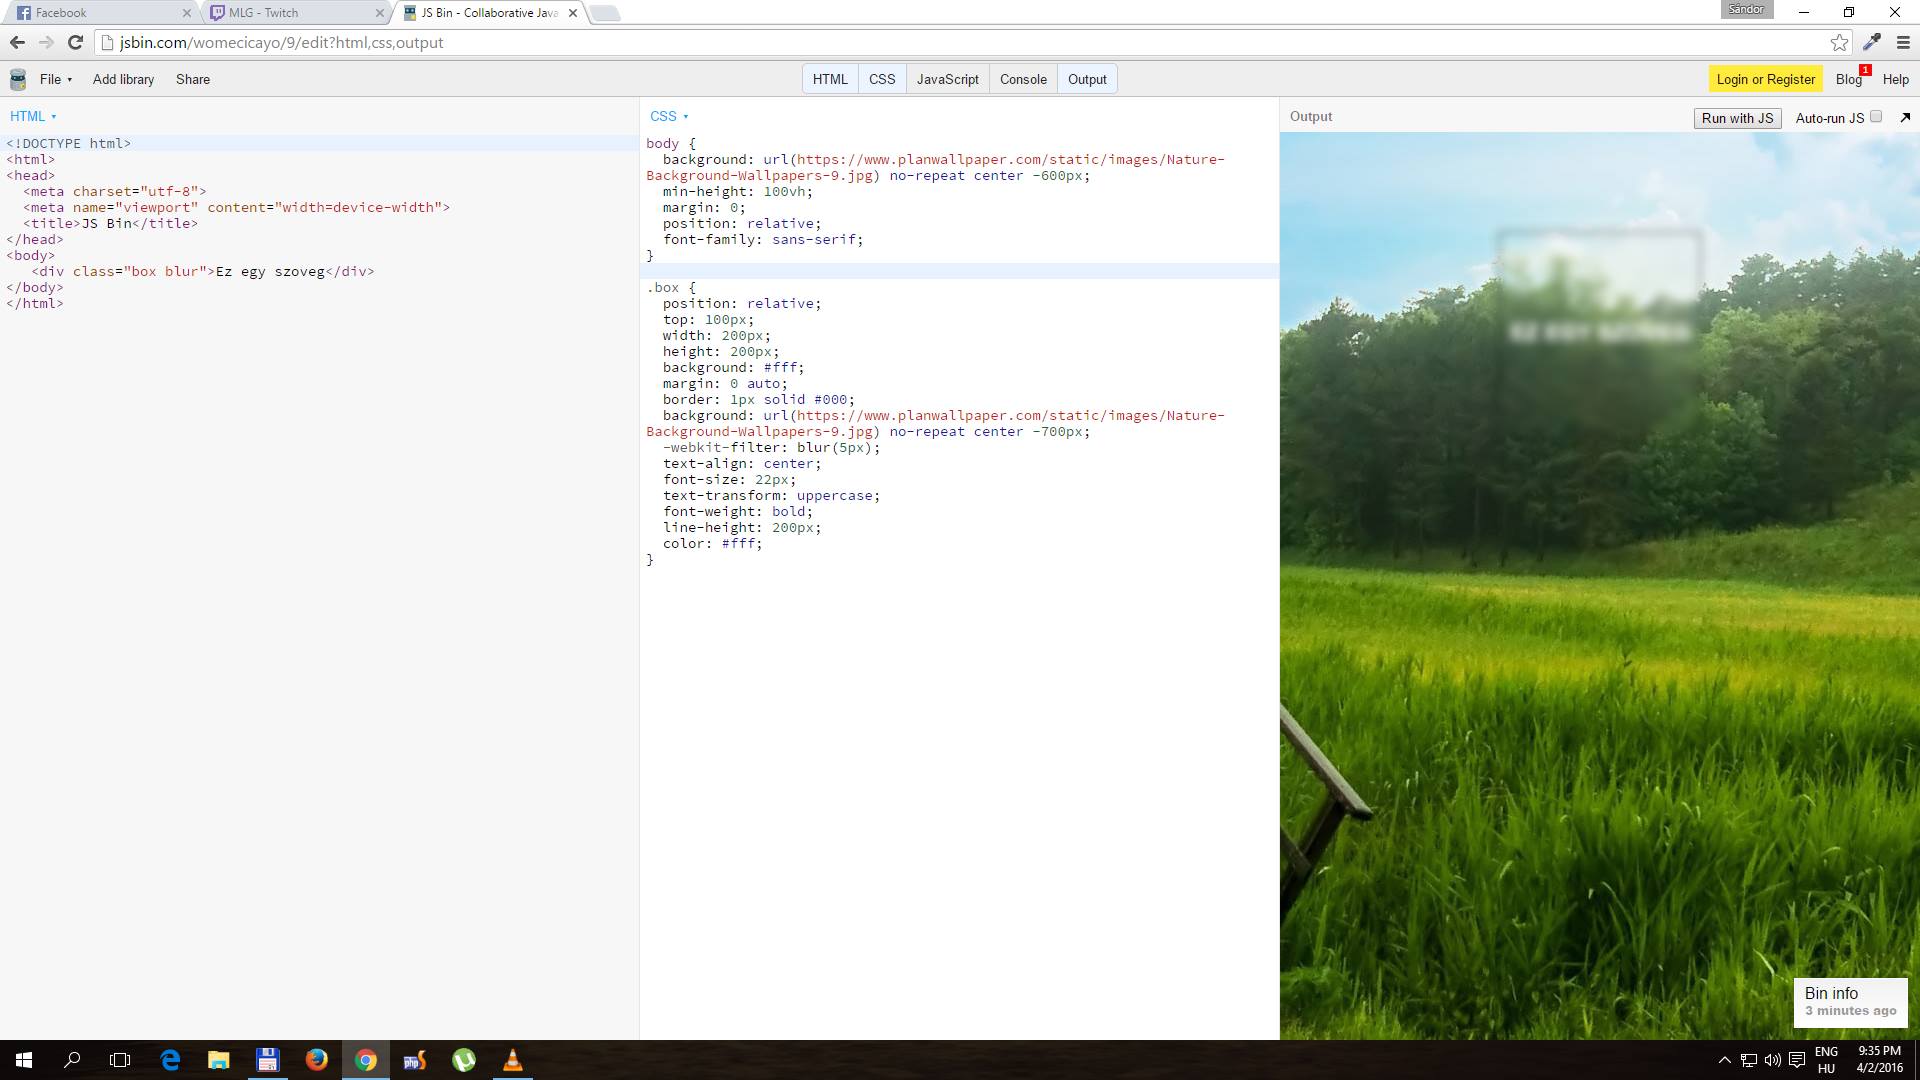 Facebook
MLG - Twitch
JS Bin - Collaborative Java
Sándor
jsbin.com/womecicayo/9/edit?html,css,output
File
Add library
Share
HTML
CSS
JavaScript
Console
Output
Login or Register
Blog
1
Help
HTML
<!DOCTYPE html>
<html>
<head>
  <meta charset="utf-8">
  <meta name="viewport" content="width=device-width">
  <title>JS Bin</title>
</head>
<body>
   <div class="box blur">Ez egy szoveg</div>
</body>
</html>
CSS
body {
  background: url(https://www.planwallpaper.com/static/images/Nature-
Background-Wallpapers-9.jpg) no-repeat center -600px;
  min-height: 100vh;
  margin: 0;
  position: relative;
  font-family: sans-serif;
}
.box {
  position: relative;
  top: 100px;
  width: 200px;
  height: 200px;
  background: #fff;
  margin: 0 auto;
  border: 1px solid #000;
  background: url(https://www.planwallpaper.com/static/images/Nature-
Background-Wallpapers-9.jpg) no-repeat center -700px;
  -webkit-filter: blur(5px);
  text-align: center;
  font-size: 22px;
  text-transform: uppercase;
  font-weight: bold;
  line-height: 200px;
  color: #fff;
}
Output
Run with JS
Auto-run JS
EZ EGY SZOVEG
Bin info
3 minutes ago
php
ENG
HU
9:35 PM
4/2/2016